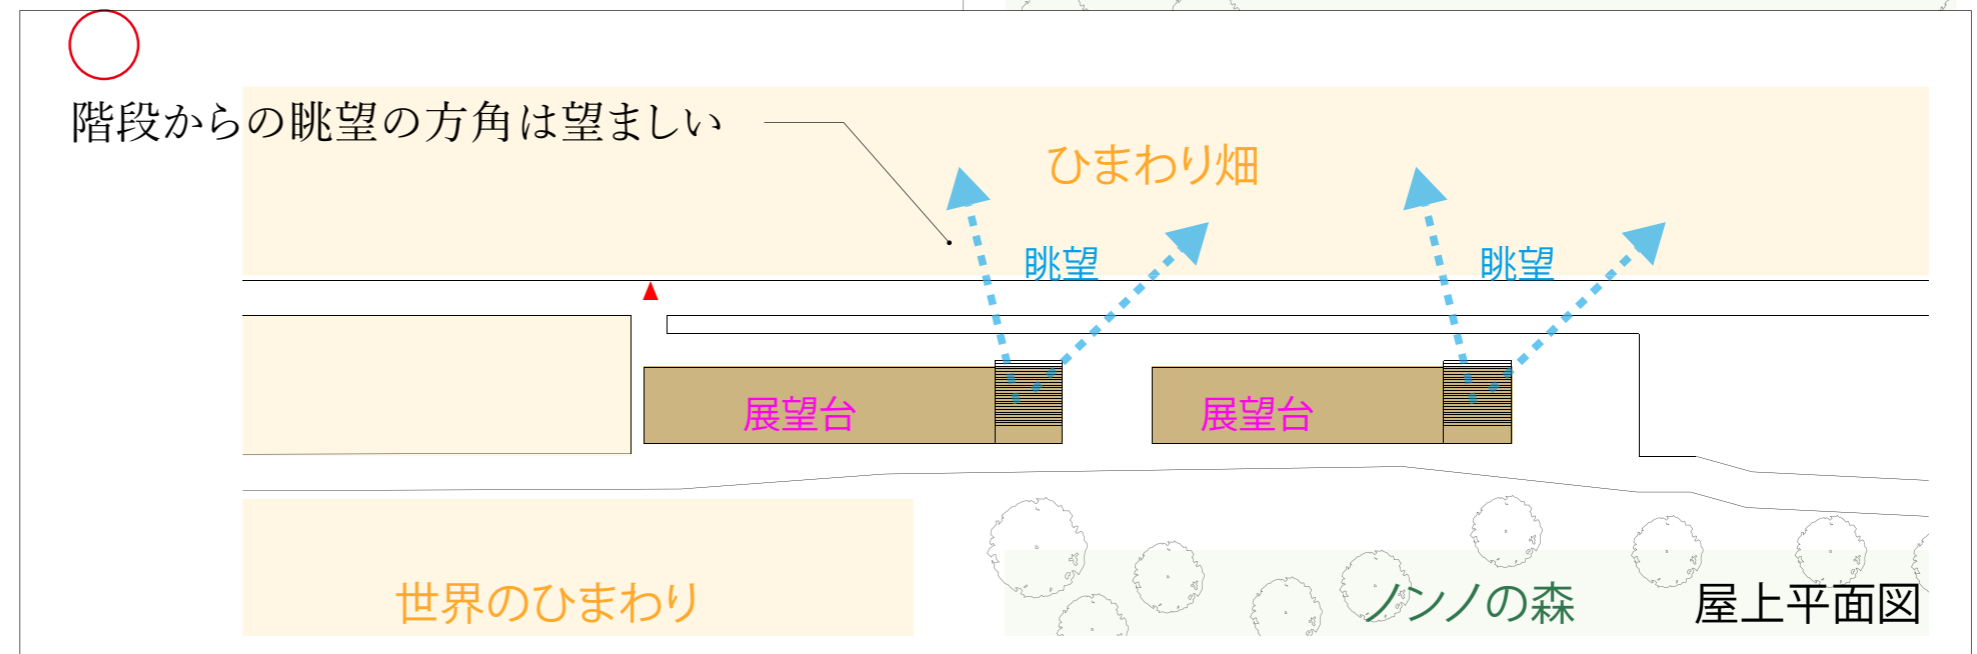 階段からの眺望の方角は望ましい
ひまわり畑
眺望
眺望
展望台
展望台
世界のひまわり
ノンノの森
屋上平面図